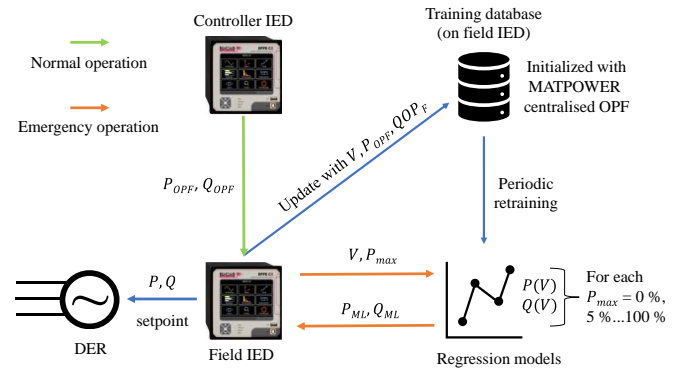 Controller IED
Training database
(on field IED)
Normal operation
Initialized with
MATPOWER
centralised OPF
Emergency operation
Update with V, P_OPF, QOP_F
P_OPF, Q_OPF
Periodic
retraining
V, P_max
P, Q
setpoint
P(V)
Q(V)
For each
P_max = 0 %,
5 %...100 %
P_ML, Q_ML
DER
Field IED
Regression models